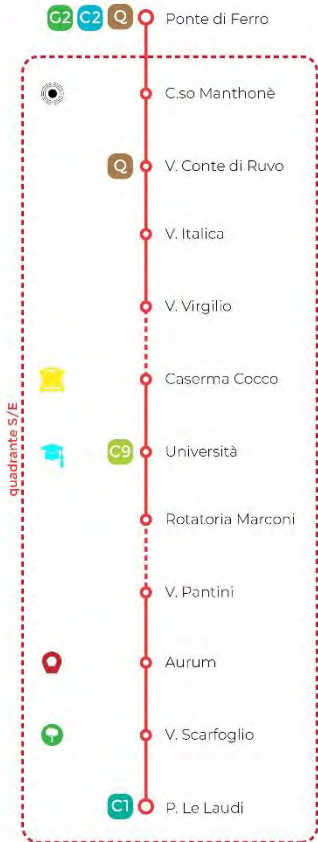 G2 C2 Q Ponte di Ferro
C.so Manthonè
Q V. Conte di Ruvo
V. Italica
V. Virgilio
Caserma Cocco
C9 Università
Rotatoria Marconi
V. Pantini
Aurum
V. Scarfoglio
C1 P. Le Laudi
quadrante S/E